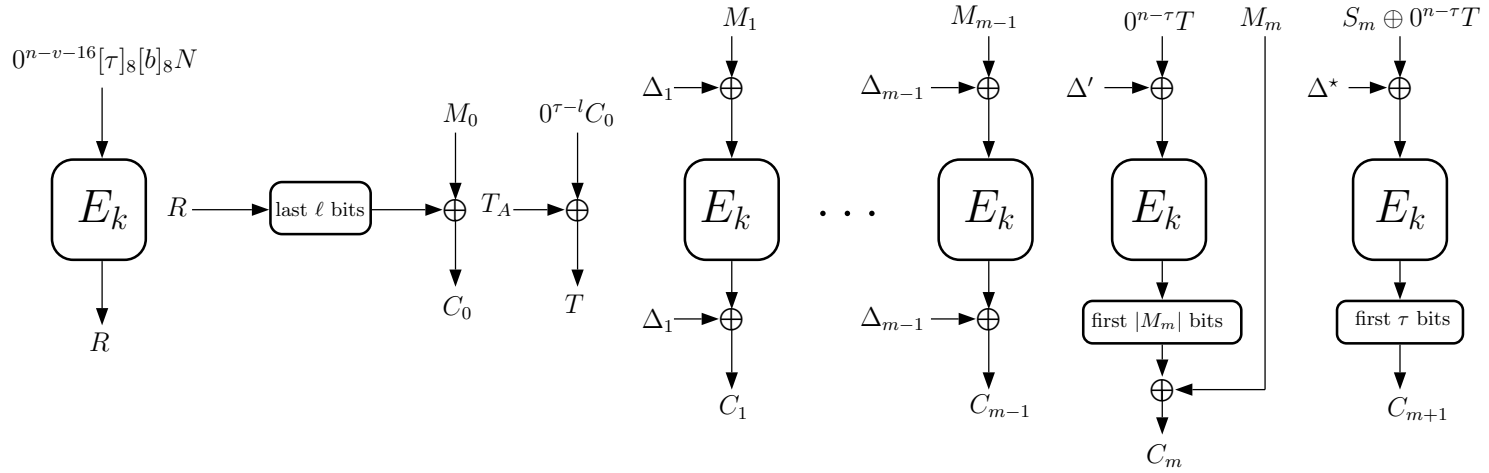 0^{n-v-16}[τ]_8[b]_8N
E_k
R
R
last ℓ bits
M_0
C_0
0^{τ-l}C_0
T_A
T
M_1
Δ_1
E_k
Δ_1
C_1
· · ·
M_{m-1}
Δ_{m-1}
E_k
Δ_{m-1}
C_{m-1}
0^{n-τ}T
Δ′
E_k
first |M_m| bits
M_m
C_m
S_m ⊕ 0^{n-τ}T
Δ^⋆
E_k
first τ bits
C_{m+1}